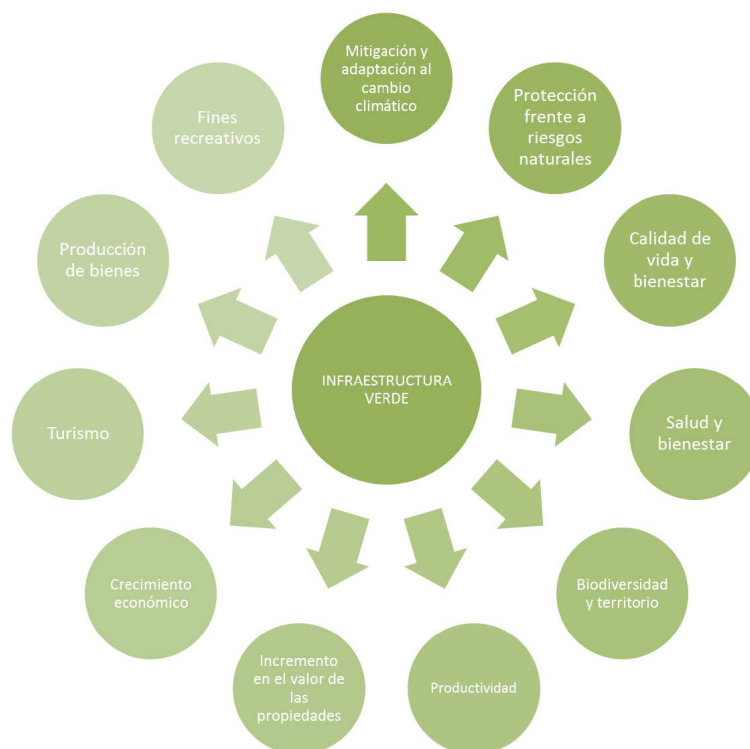 Mitigación y
adaptación al
cambio
climático
Protección
frente a
riesgos
naturales
Calidad de
vida y
bienestar
Salud y
bienestar
Biodiversidad
y territorio
Productividad
Incremento
en el valor de
las
propiedades
Crecimiento
económico
Turismo
Producción
de bienes
Fines
recreativos
INFRAESTRUCTURA
VERDE